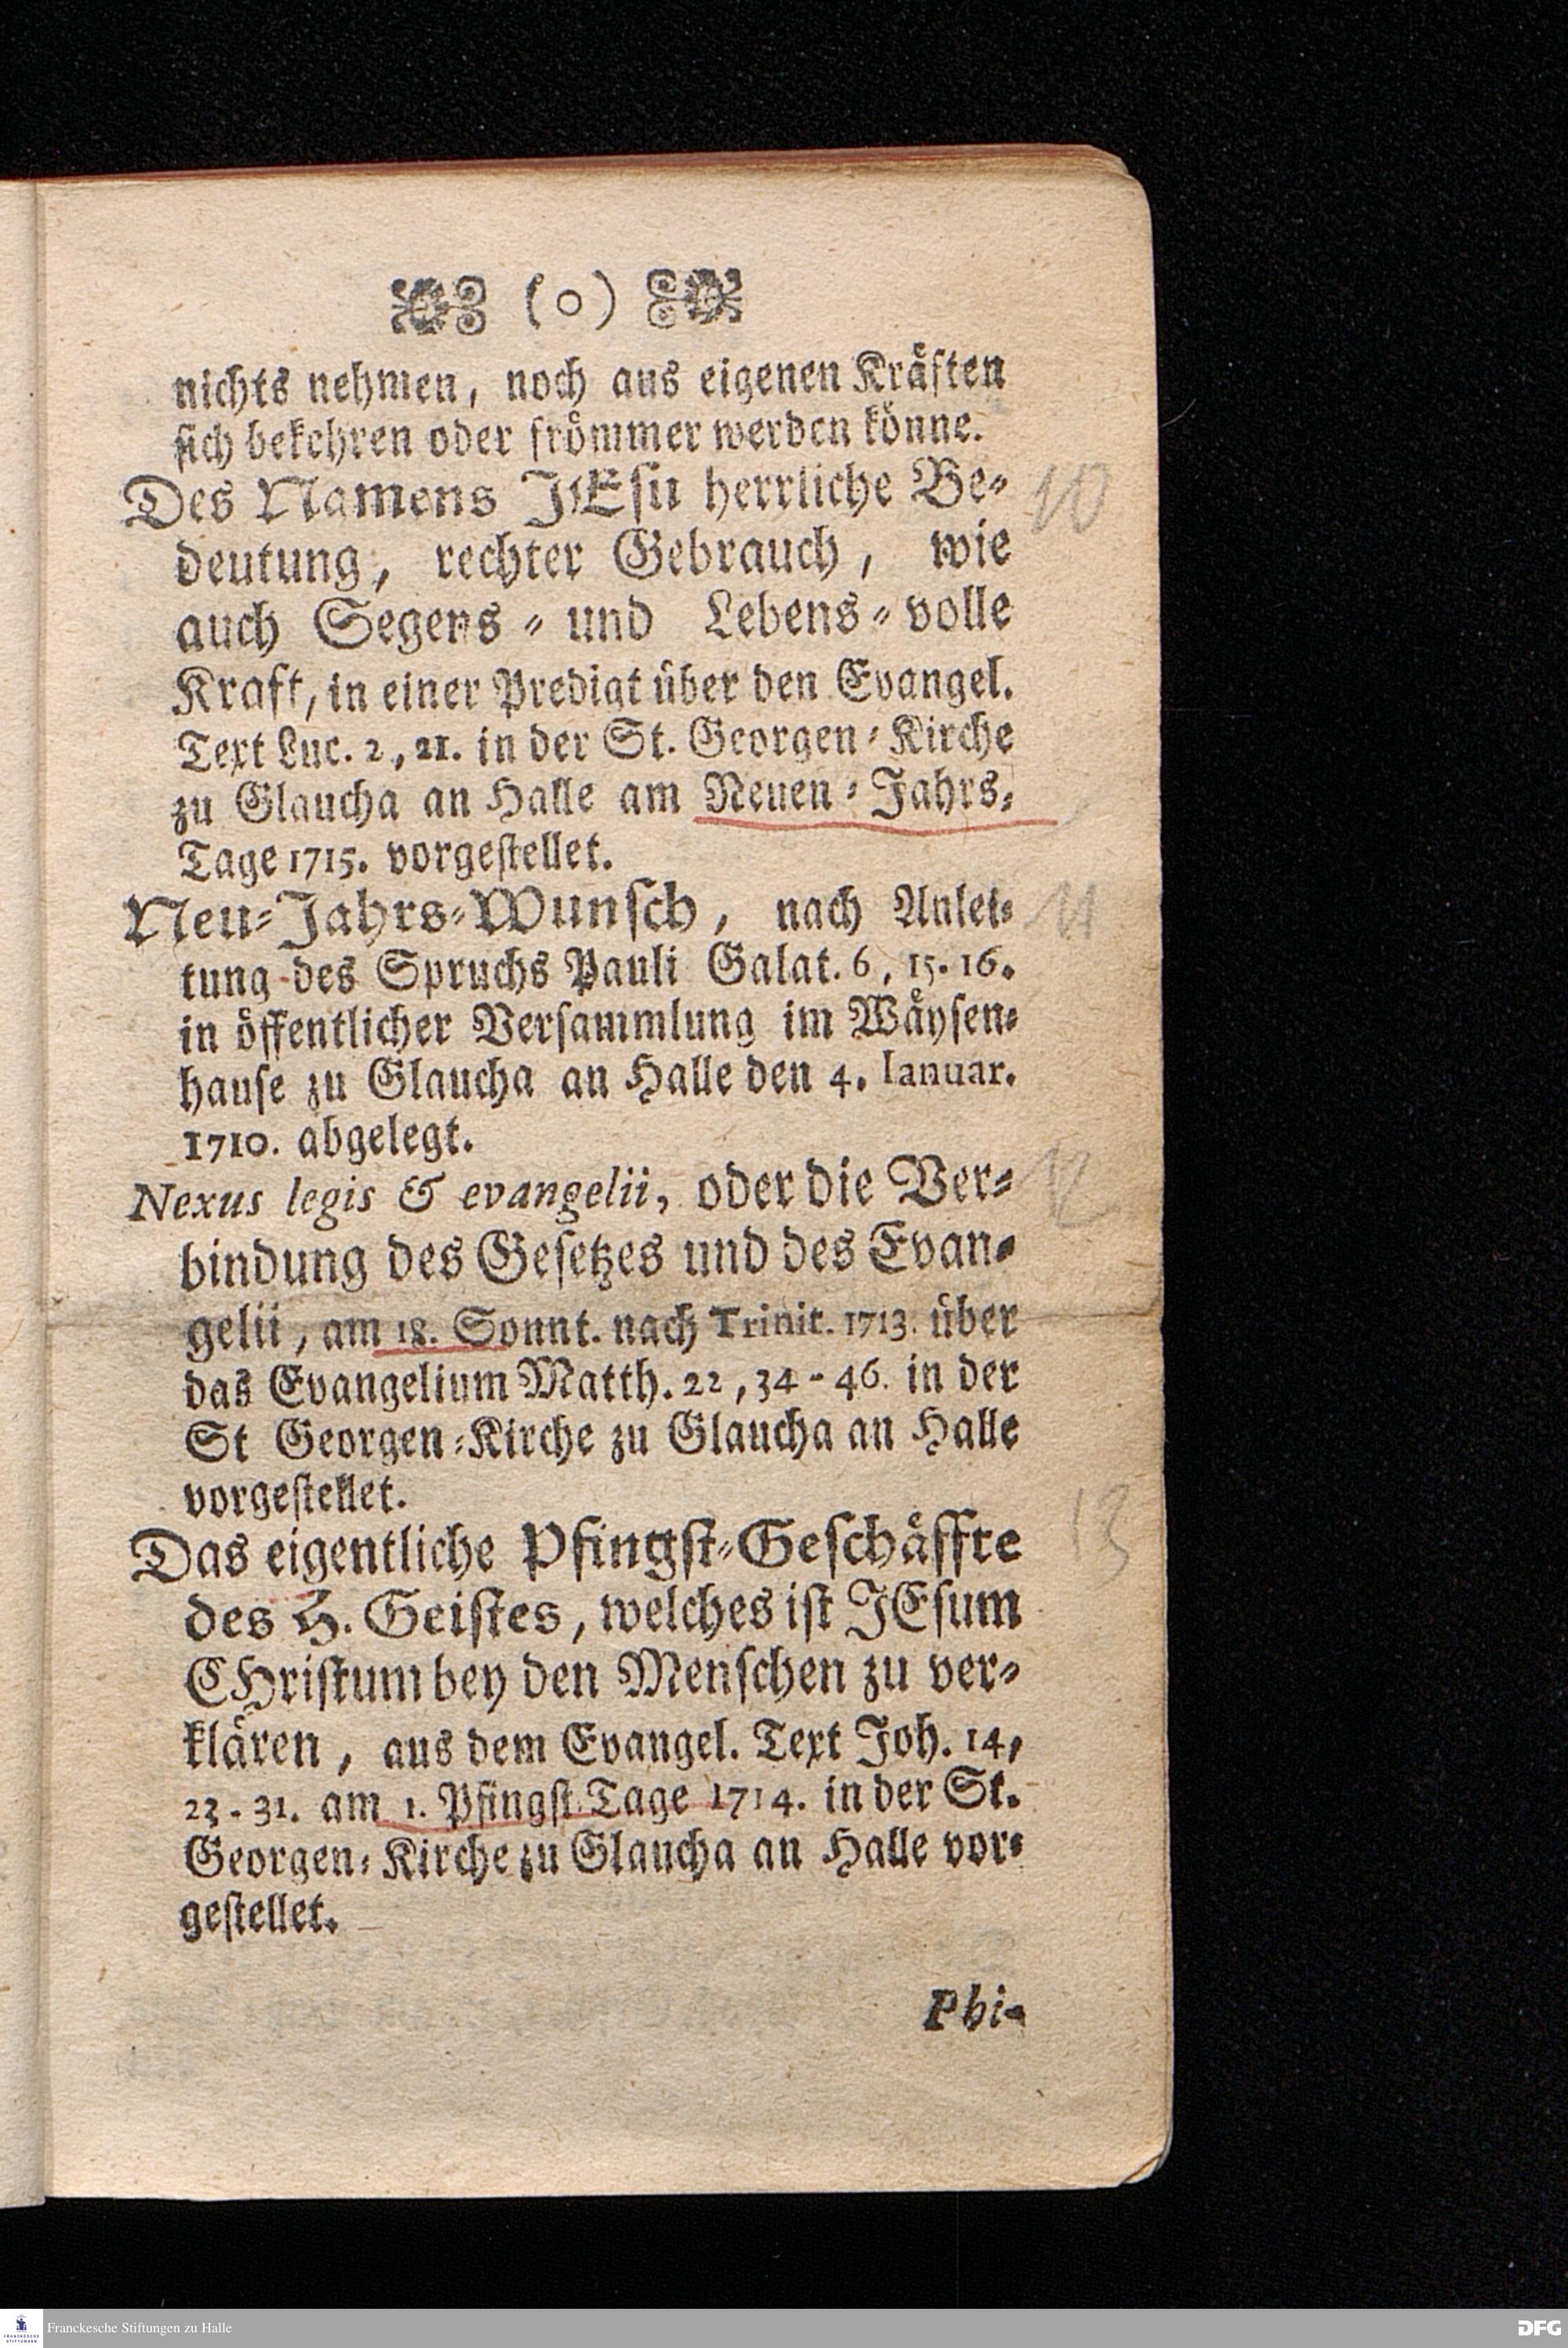 (o)
nichts nehmen, noch aus eigenen Kräften
sich bekehren oder frömmer werden könne.
Des Namens JEsu herrliche Be-
10
deutung, rechter Gebrauch, wie
auch Segens- und Lebens-volle
Kraft, in einer Predigt über den Evangel.
Text Luc. 2, 21. in der St. Georgen-Kirche
zu Glaucha an Halle am Neuen-Jahrs-
Tage 1715. vorgestellet.
Neu-Jahrs-Wunsch, nach Anlei-
11
tung des Spruchs Pauli Galat. 6, 15. 16.
in öffentlicher Versammlung im Wäysen-
hause zu Glaucha an Halle den 4. Ianuar.
1710. abgelegt.
Nexus legis & evangelii, oder die Ver-
12
bindung des Gesetzes und des Evan-
gelii, am 18. Sonnt. nach Trinit. 1713. über
das Evangelium Matth. 22, 34-46. in der
St Georgen-Kirche zu Glaucha an Halle
vorgestellet.
Das eigentliche Pfingst-Geschäffte
13
des H. Geistes, welches ist JEsum
CHristum bey den Menschen zu ver-
klären, aus dem Evangel. Text Joh. 14,
23-31. am 1. Pfingst-Tage 1714. in der St.
Georgen-Kirche zu Glaucha an Halle vor-
gestellet.
Phi-
Franckesche Stiftungen zu Halle
DFG
FRANCKESCHE
STIFTUNGEN